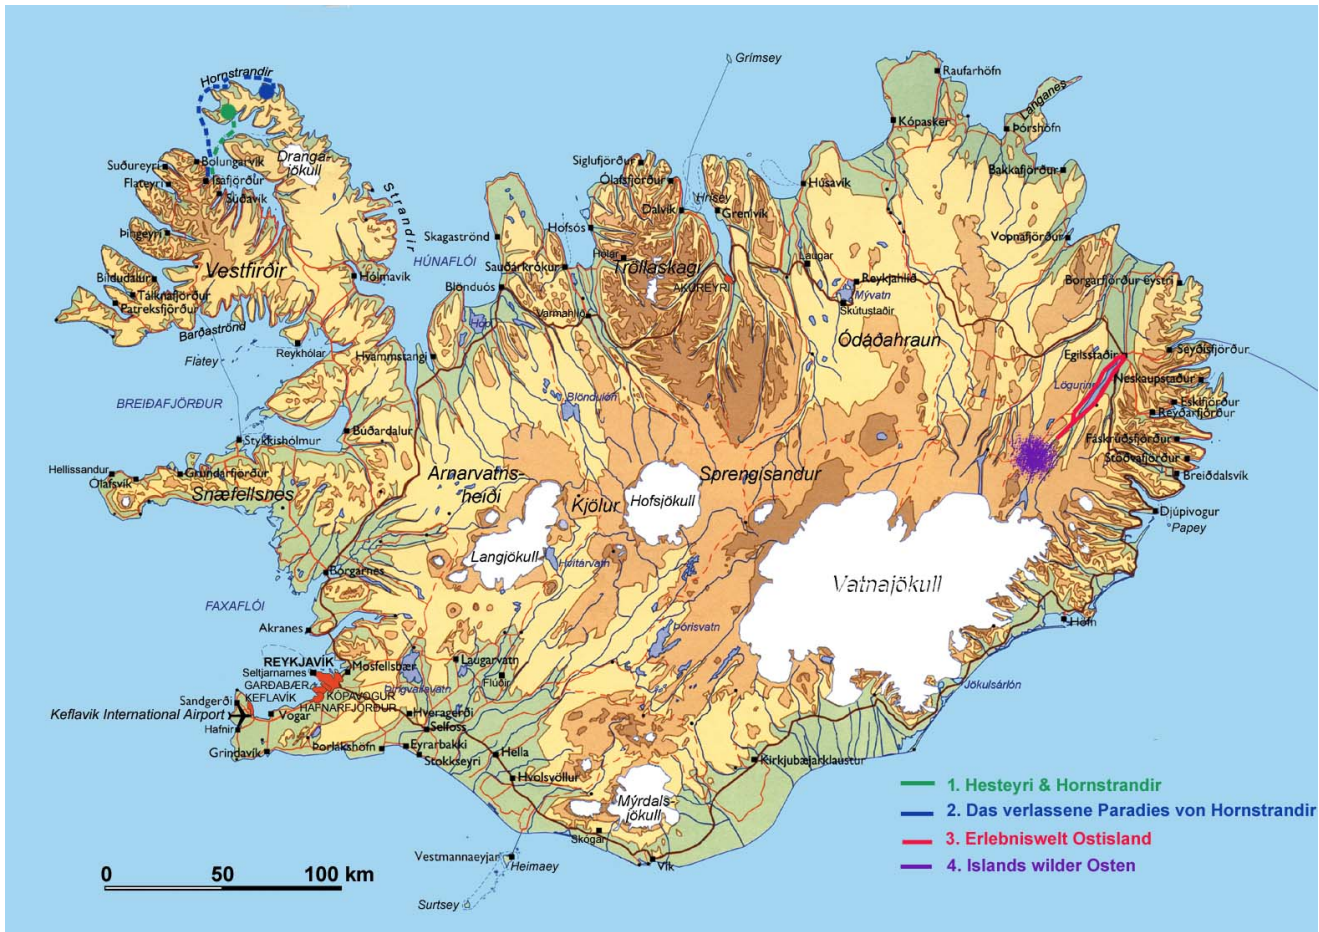 Grímsey
Hornstrandir
Raufarhöfn
Langanes
Kópasker
Þórshöfn
Dranga-
jökull
Bolungarvík
Suðureyri
Siglufjörður
Bakkafjörður
Flateyri
Ísafjörður
Ólafsfjörður
Húsavík
Súðavík
Strandir
Dalvík
Hrísey
Grenivík
Þingeyri
Skagaströnd
Hofsós
Vopnafjörður
HÚNAFLÓI
Hólar
Laugar
Vestfirðir
Hólmavík
Sauðárkrókur
Tröllaskagi
Bíldudalur
Blönduós
AKUREYRI
Reykjahlíð
Borgarfjörður eystri
Tálknafjörður
Mývatn
Patreksfjörður
Skútustaðir
Varmahlíð
Hóp
Barðaströnd
Ódáðahraun
Reykhólar
Flatey
Hvammstangi
Egilsstaðir
Seyðisfjörður
Lögurinn
Neskaupstaður
BREIÐAFJÖRÐUR
Blöndulón
Eskifjörður
Reyðarfjörður
Búðardalur
Stykkishólmur
Fáskrúðsfjörður
Stöðvafjörður
Hellissandur
Grundarfjörður
Breiðdalsvík
Ólafsvík
Snæfellsnes
Arnarvatns-
heiði
Sprengisandur
Kjölur
Hofsjökull
Djúpivogur
Papey
Langjökull
Hvítárvatn
Borgarnes
Vatnajökull
FAXAFLÓI
Akranes
Þórisvatn
Höfn
REYKJAVÍK
Mosfellsbær
Laugarvatn
Seltjarnarnes
Flúðir
GARÐABÆR
Þingvallavatn
Jökulsárlón
KEFLAVÍK
KÓPAVOGUR
Sandgerði
HAFNARFJÖRÐUR
Keflavik International Airport
Vogar
Hveragerði
Hafnir
Selfoss
Grindavík
Þorlákshöfn
Eyrarbakki
Stokkseyri
Hella
Kirkjubæjarklaustur
Hvolsvöllur
Mýrdals-
jökull
Skógar
Vestmannaeyjar
Heimaey
Vík
Surtsey
1. Hesteyri & Hornstrandir
2. Das verlassene Paradies von Hornstrandir
3. Erlebniswelt Ostisland
4. Islands wilder Osten
0 50 100 km